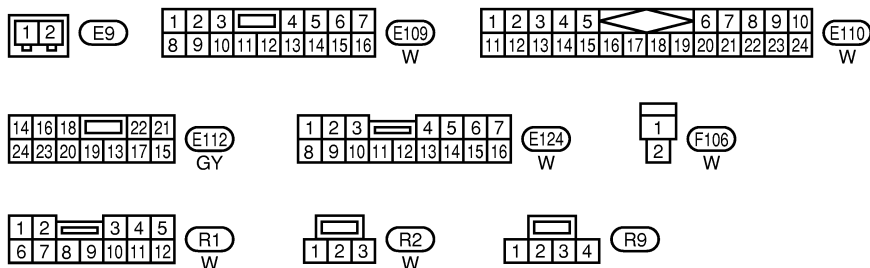 1 2 E9
1 2 3 4 5 6 7 E109
8 9 10 11 12 13 14 15 16 W
1 2 3 4 5 6 7 8 9 10 E110
11 12 13 14 15 16 17 18 19 20 21 22 23 24 W
14 16 18 22 21 E112
24 23 20 19 13 17 15 GY
1 2 3 4 5 6 7 E124
8 9 10 11 12 13 14 15 16 W
1 F106
2 W
1 2 3 4 5 R1
6 7 8 9 10 11 12 W
1 2 3 R2
W
1 2 3 4 R9